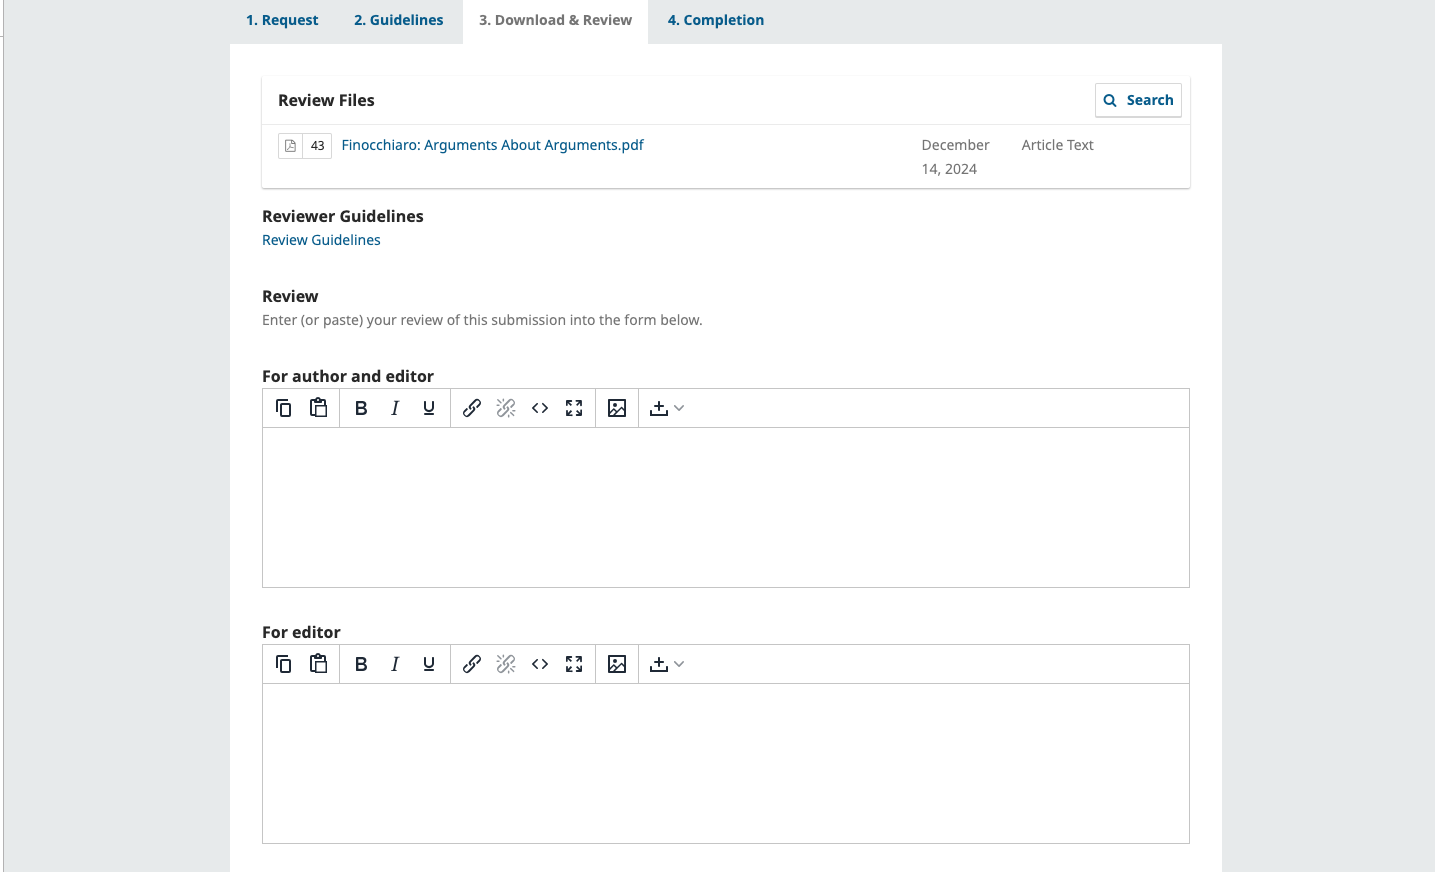 1. Request 2. Guidelines 3. Download & Review 4. Completion
Review Files Search
43 Finocchiaro: Arguments About Arguments.pdf December Article Text
14, 2024
Reviewer Guidelines
Review Guidelines
Review
Enter (or paste) your review of this submission into the form below.
For author and editor
B I U
For editor
B I U